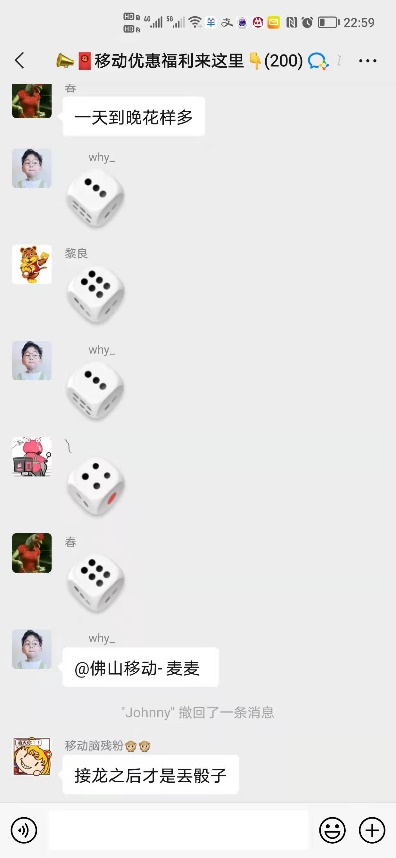 22:59
移动优惠福利来这里👇(200)
春
一天到晚花样多
why_
黎良
why_
春
why_
@佛山移动-麦麦
"Johnny" 撤回了一条消息
移动脑残粉🐵🐵
接龙之后才是丢骰子